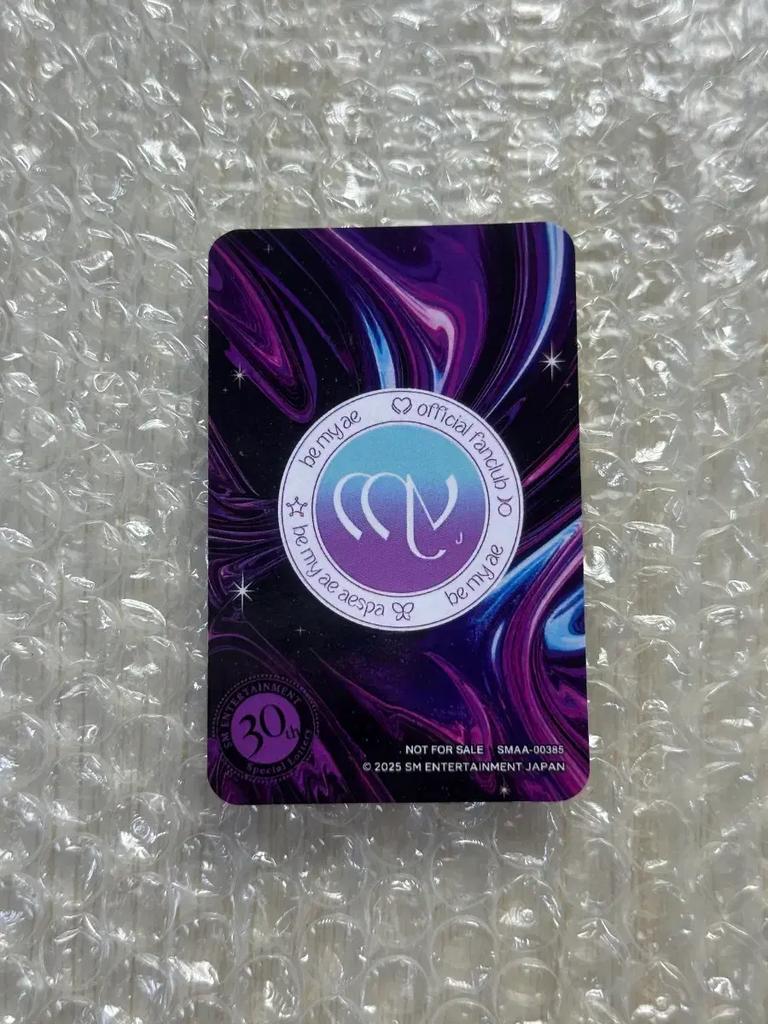 be my ae
official fanclub
be my ae
be my ae aespa
my J
SM ENTERTAINMENT
30th
Special Lottery
NOT FOR SALE SMAA-00385
© 2025 SM ENTERTAINMENT JAPAN